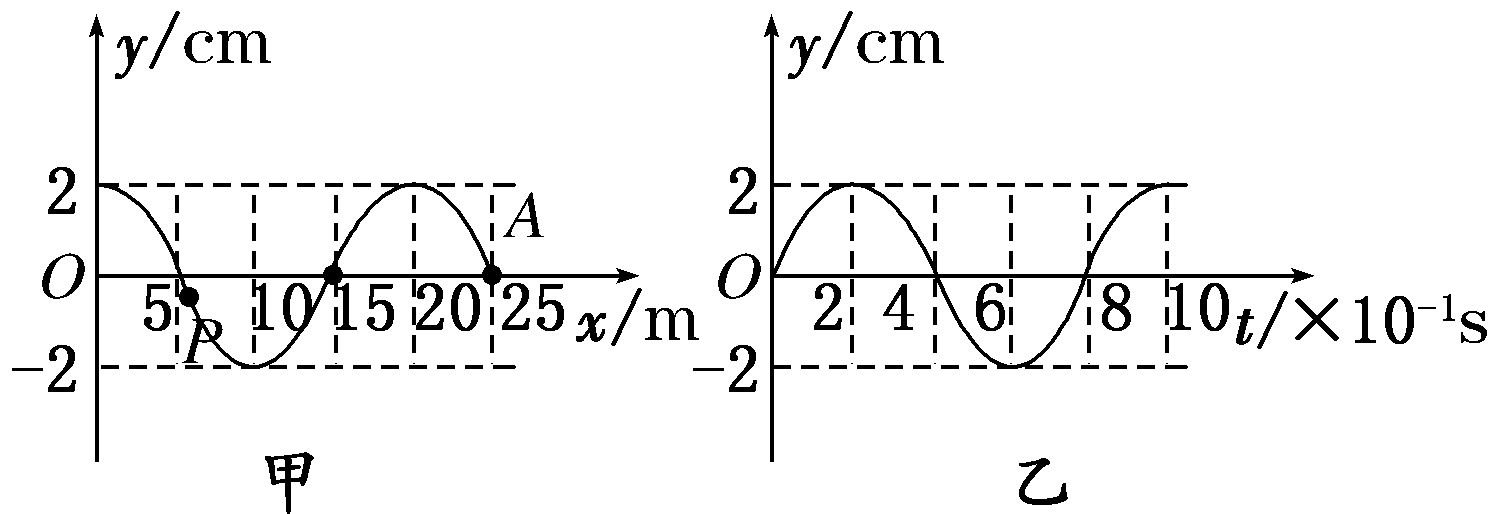 y/cm
2
A
O
5 10 15 20 25 x/m
P
-2
甲
y/cm
2
O
2 4 6 8 10 t/×10⁻¹s
-2
乙